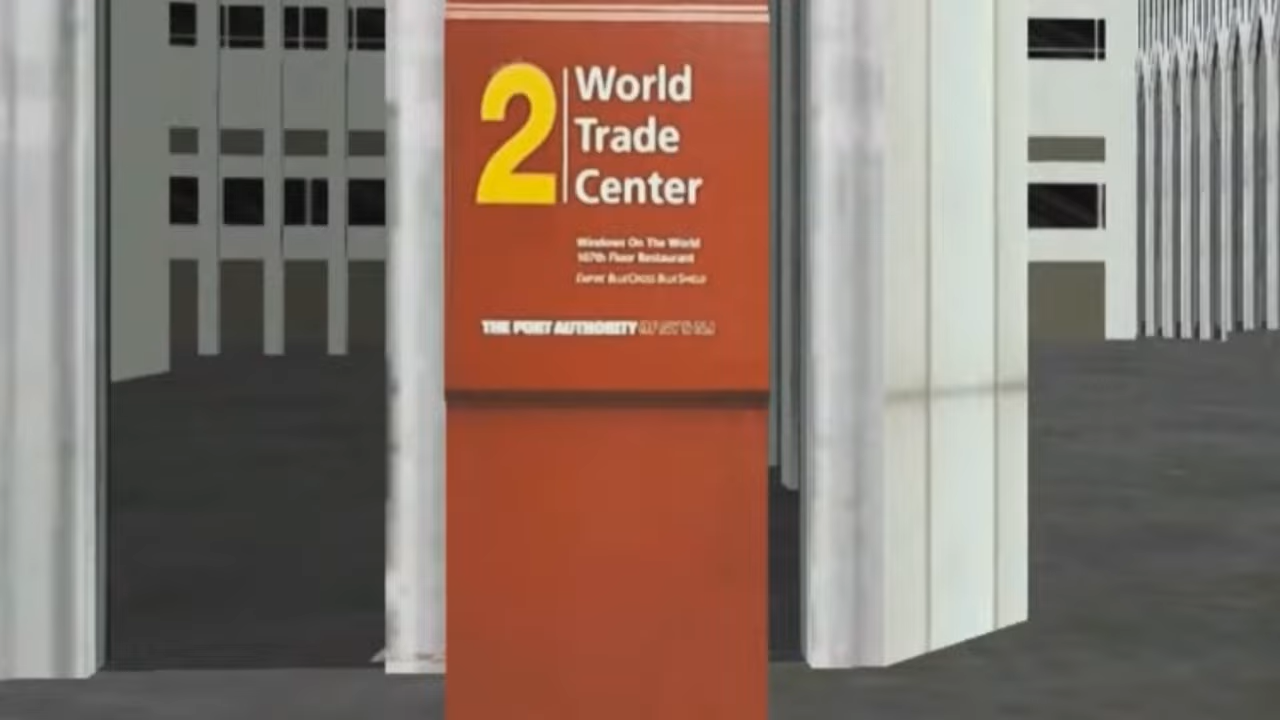 2 World
Trade
Center
Windows On The World
107th Floor Restaurant
Empire BlueCross BlueShield
THE PORT AUTHORITY